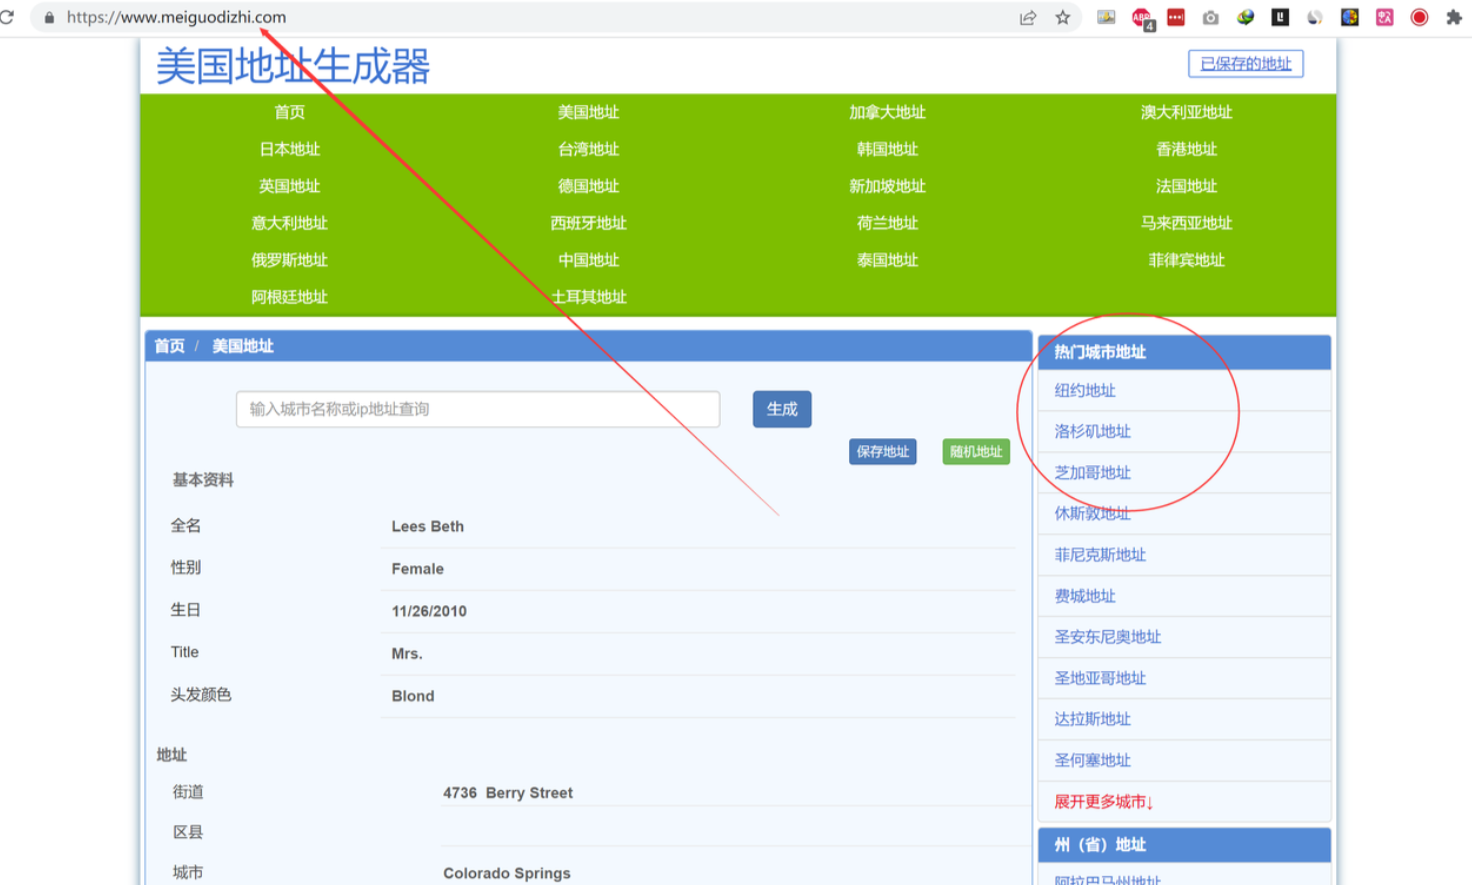 https://www.meiguodizhi.com
4
美国地址生成器
已保存的地址
首页 美国地址 加拿大地址 澳大利亚地址
日本地址 台湾地址 韩国地址 香港地址
英国地址 德国地址 新加坡地址 法国地址
意大利地址 西班牙地址 荷兰地址 马来西亚地址
俄罗斯地址 中国地址 泰国地址 菲律宾地址
阿根廷地址 土耳其地址
首页 / 美国地址
输入城市名称或ip地址查询 生成
保存地址 随机地址
基本资料
全名 Lees Beth
性别 Female
生日 11/26/2010
Title Mrs.
头发颜色 Blond
地址
街道 4736 Berry Street
区县
城市 Colorado Springs
热门城市地址
纽约地址
洛杉矶地址
芝加哥地址
休斯敦地址
菲尼克斯地址
费城地址
圣安东尼奥地址
圣地亚哥地址
达拉斯地址
圣何塞地址
展开更多城市↓
州（省）地址
阿拉巴马州地址